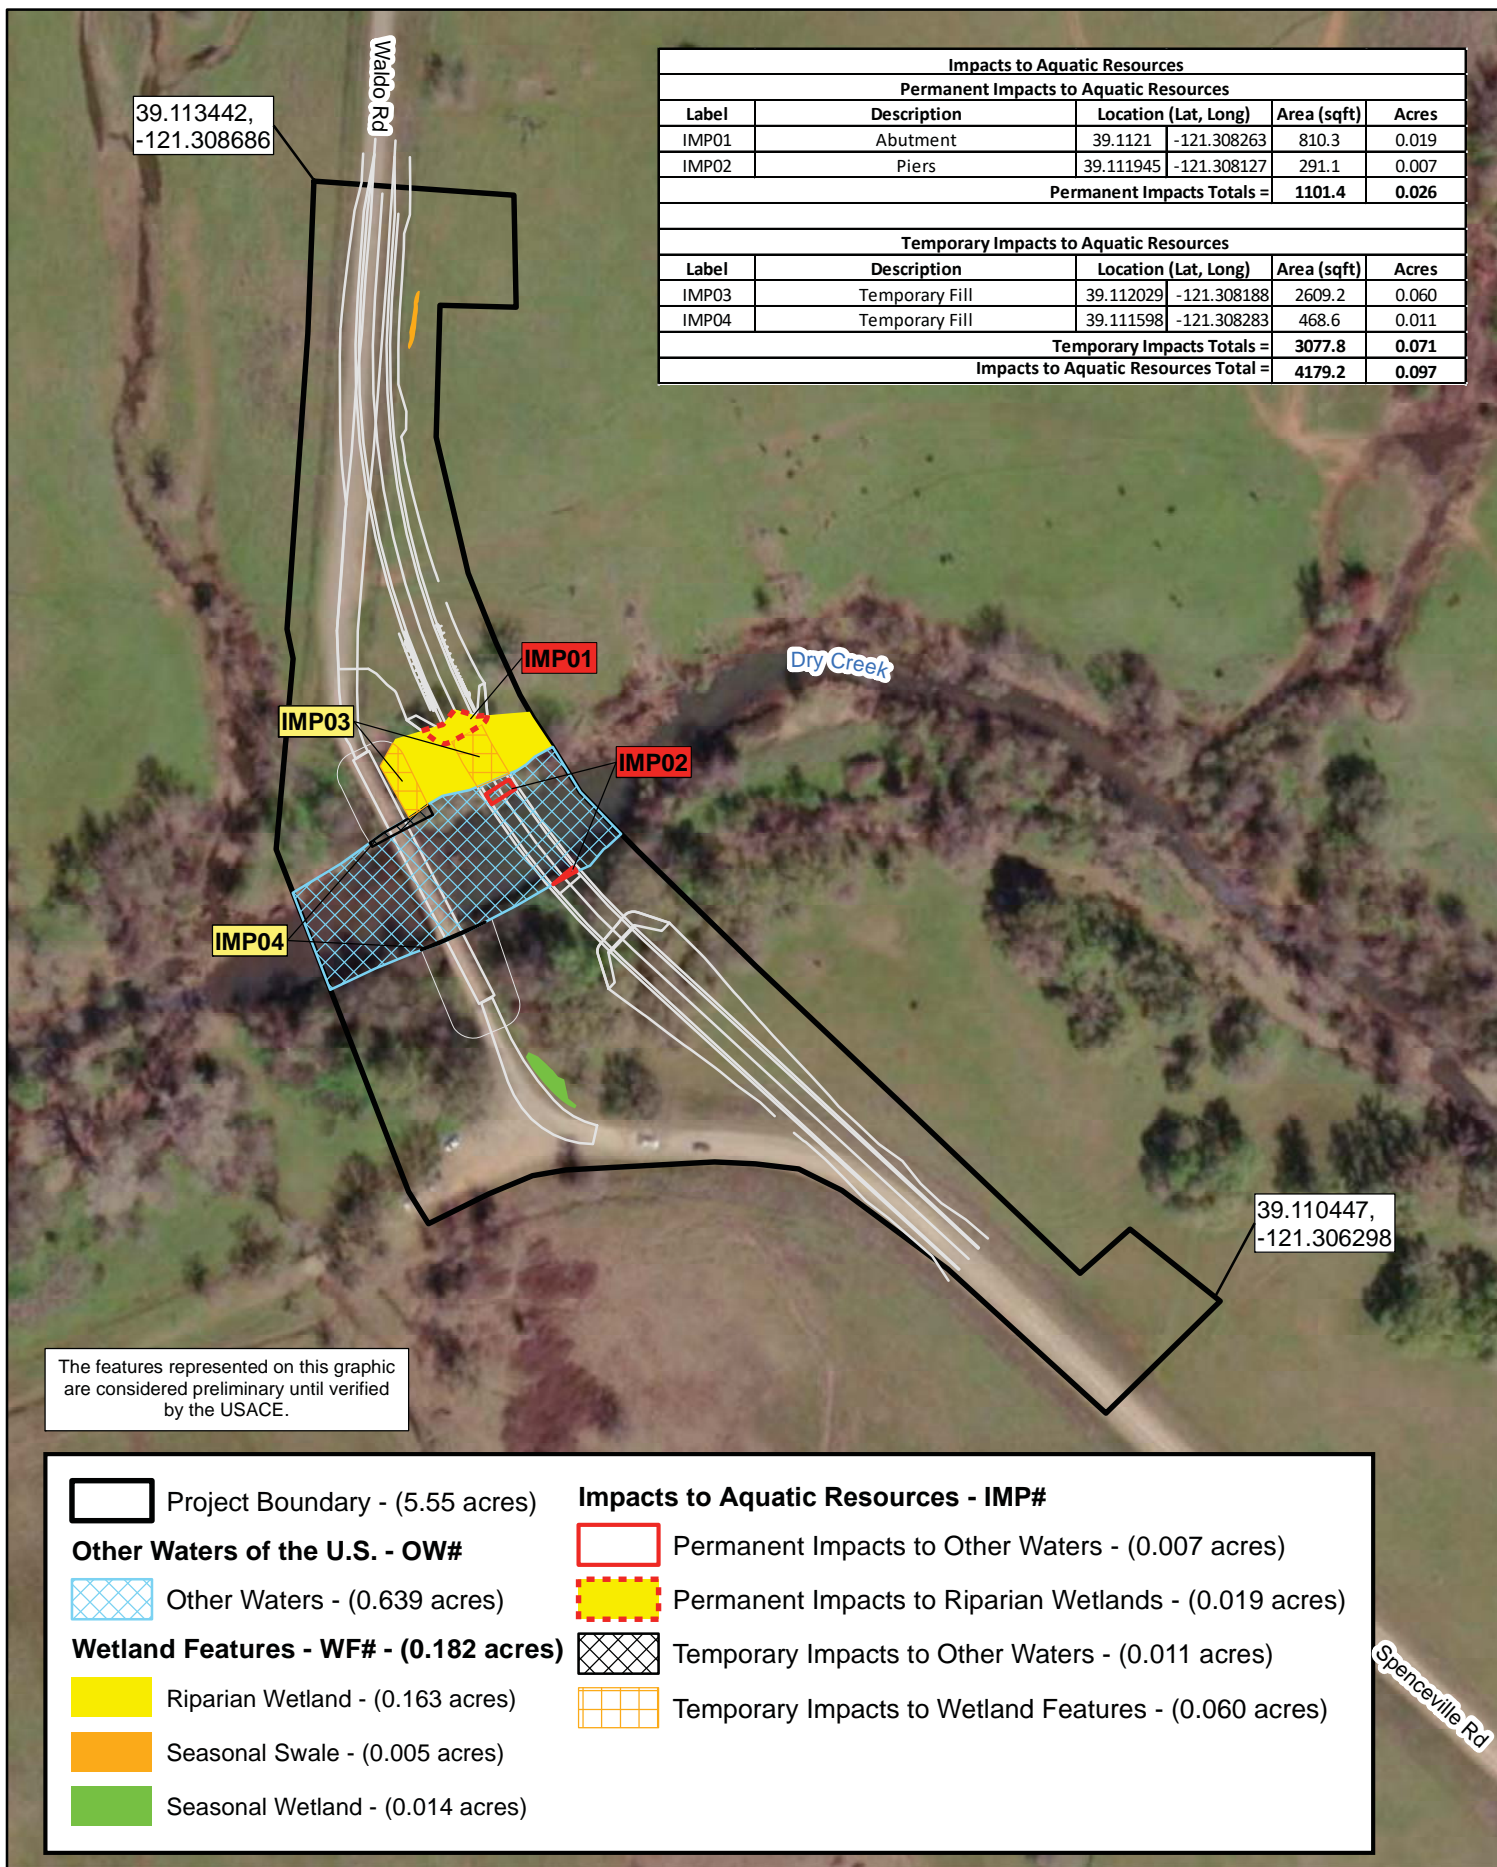 Waldo Rd
39.113442,
-121.308686
Impacts to Aquatic Resources
Permanent Impacts to Aquatic Resources
Label Description Location (Lat, Long) Area (sqft) Acres
IMP01 Abutment 39.1121 -121.308263 810.3 0.019
IMP02 Piers 39.111945 -121.308127 291.1 0.007
Permanent Impacts Totals = 1101.4 0.026
Temporary Impacts to Aquatic Resources
Label Description Location (Lat, Long) Area (sqft) Acres
IMP03 Temporary Fill 39.112029 -121.308188 2609.2 0.060
IMP04 Temporary Fill 39.111598 -121.308283 468.6 0.011
Temporary Impacts Totals = 3077.8 0.071
Impacts to Aquatic Resources Total = 4179.2 0.097
IMP01
Dry Creek
IMP03
IMP02
IMP04
39.110447,
-121.306298
The features represented on this graphic
are considered preliminary until verified
by the USACE.
Project Boundary - (5.55 acres)
Other Waters of the U.S. - OW#
Other Waters - (0.639 acres)
Wetland Features - WF# - (0.182 acres)
Riparian Wetland - (0.163 acres)
Seasonal Swale - (0.005 acres)
Seasonal Wetland - (0.014 acres)
Impacts to Aquatic Resources - IMP#
Permanent Impacts to Other Waters - (0.007 acres)
Permanent Impacts to Riparian Wetlands - (0.019 acres)
Temporary Impacts to Other Waters - (0.011 acres)
Temporary Impacts to Wetland Features - (0.060 acres)
Spenceville Rd